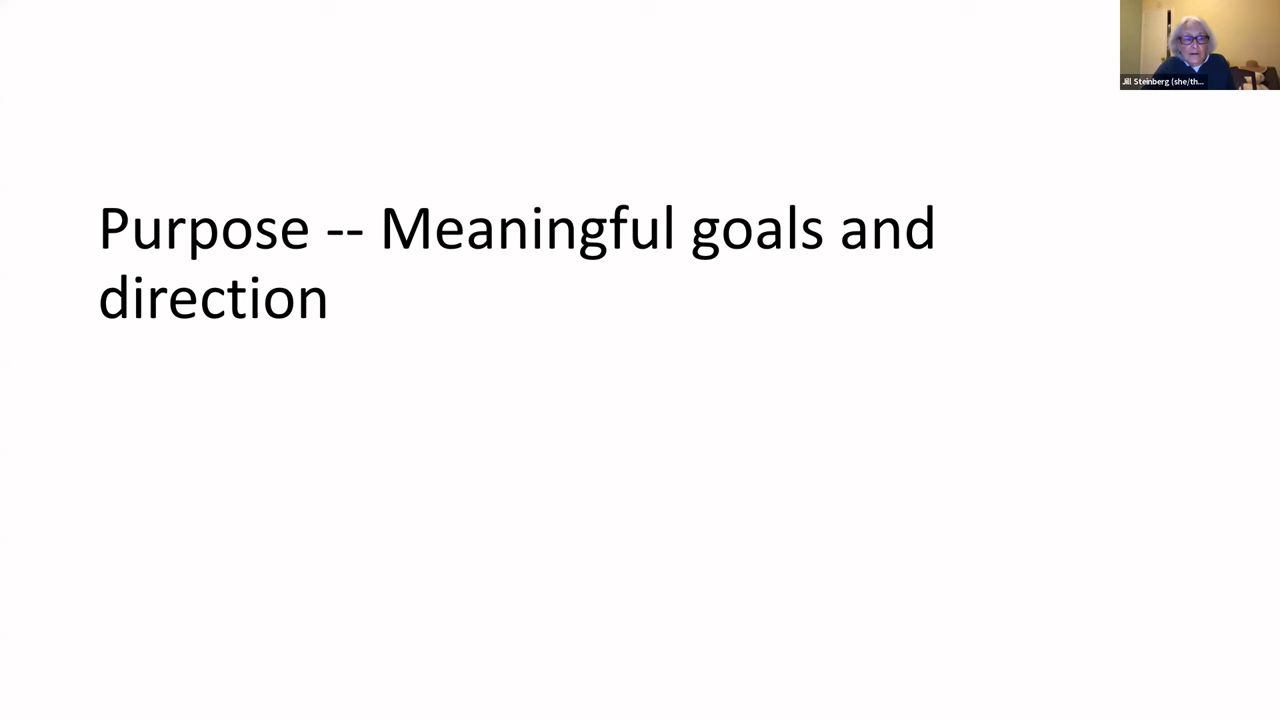 Purpose -- Meaningful goals and
direction
Jill Steinberg (she/th...